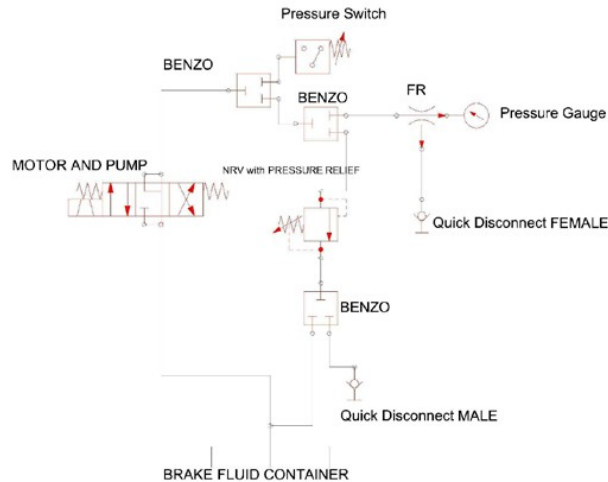 Pressure Switch
BENZO
BENZO
FR
Pressure Gauge
MOTOR AND PUMP
NRV with PRESSURE RELIEF
Quick Disconnect FEMALE
BENZO
Quick Disconnect MALE
BRAKE FLUID CONTAINER